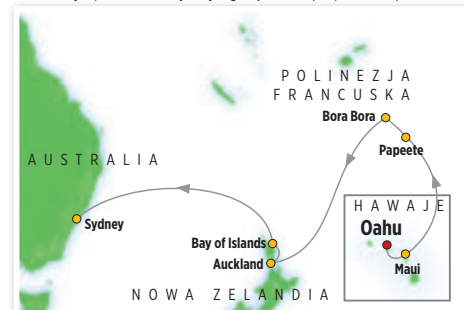 POLINEZJA
FRANCUSKA
Bora Bora
Papeete
AUSTRALIA
HAWAJE
Sydney
Oahu
Bay of Islands
Auckland
Maui
NOWA ZELANDIA